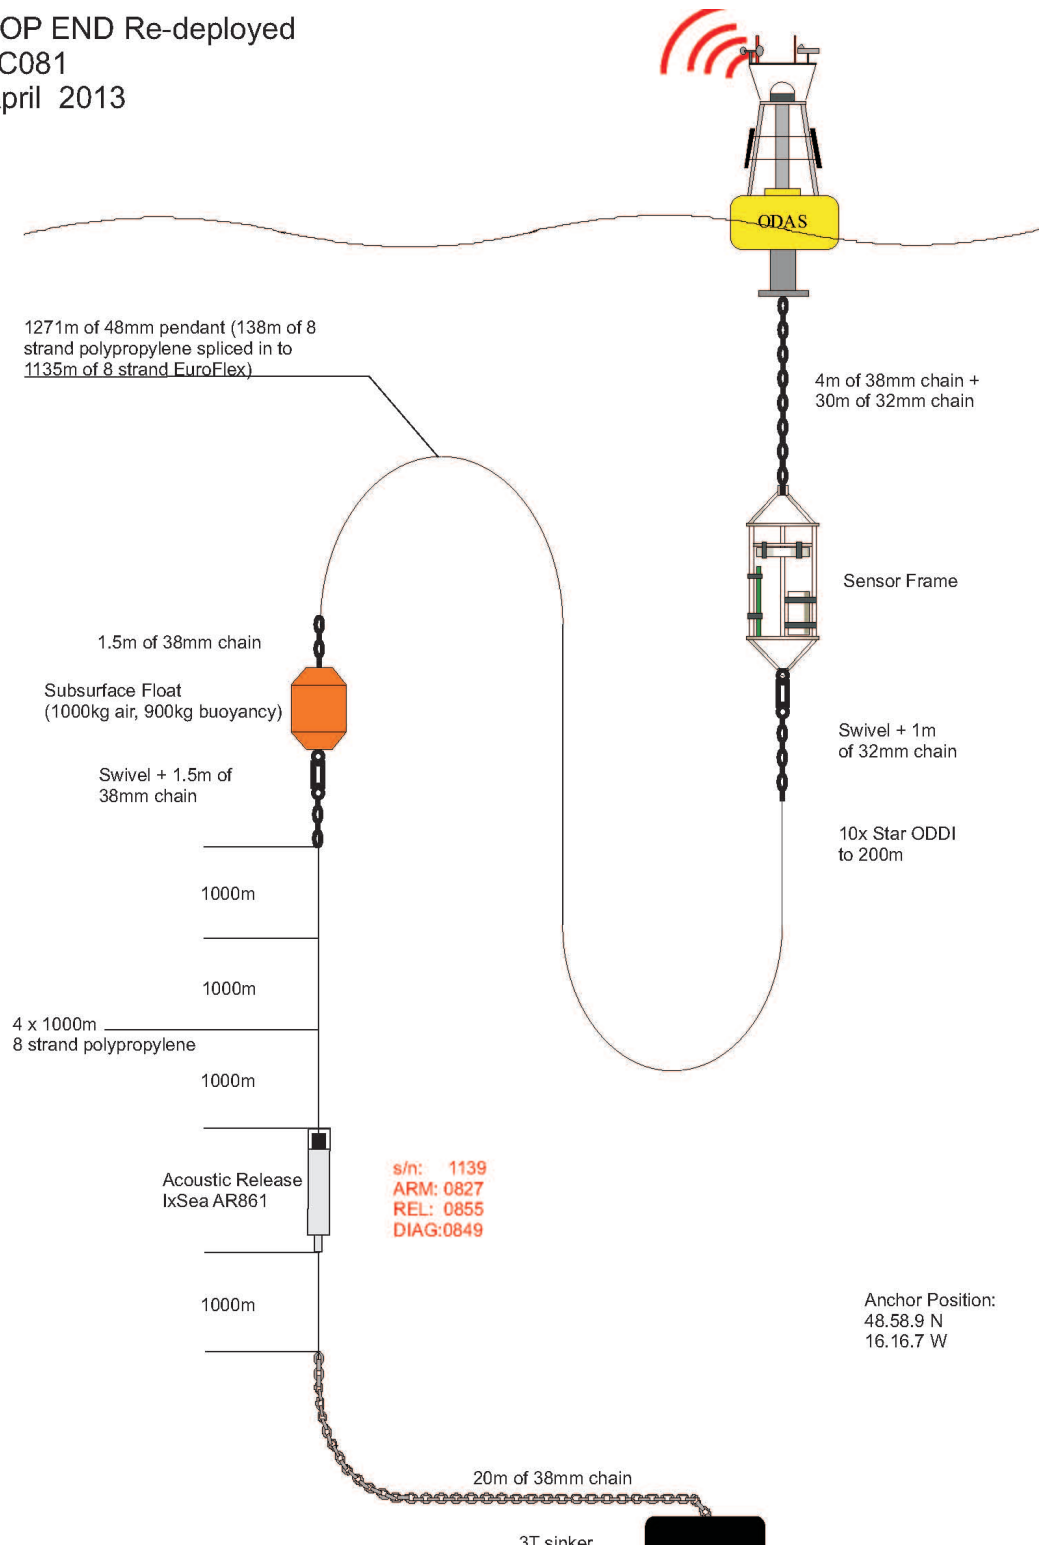 OP END Re-deployed
C081
pril 2013
ODAS
1271m of 48mm pendant (138m of 8
strand polypropylene spliced in to
1135m of 8 strand EuroFlex)
4m of 38mm chain +
30m of 32mm chain
Sensor Frame
1.5m of 38mm chain
Subsurface Float
(1000kg air, 900kg buoyancy)
Swivel + 1m
of 32mm chain
Swivel + 1.5m of
38mm chain
10x Star ODDI
to 200m
1000m
1000m
4 x 1000m
8 strand polypropylene
1000m
Acoustic Release
IxSea AR861
s/n: 1139
ARM: 0827
REL: 0855
DIAG:0849
1000m
Anchor Position:
48.58.9 N
16.16.7 W
20m of 38mm chain
3T sinker